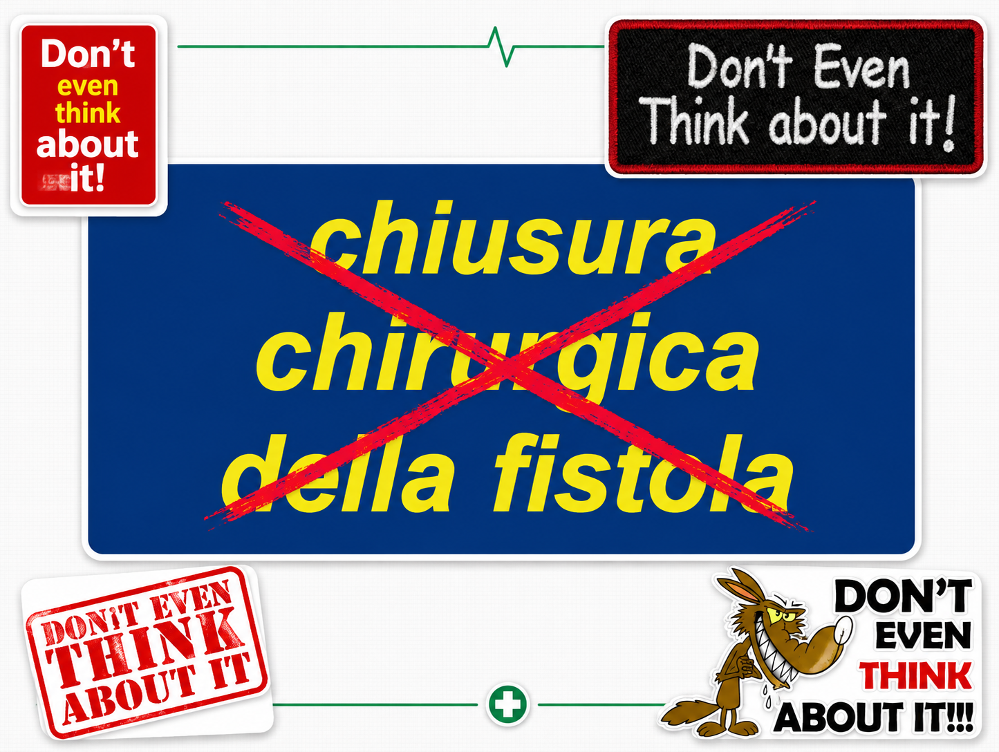 Don't
even
think
about
it!
Don't Even
Think about it!
chiusura
chirurgica
della fistola
DONiT EVEN
THINK
ABOUT IT
DON'T
EVEN
THINK
ABOUT IT!!!